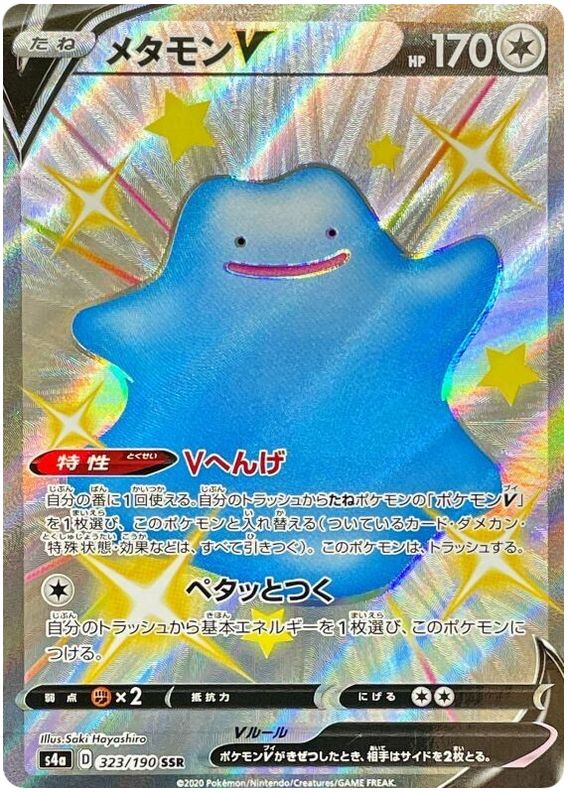 たね メタモンV HP 170
特性 とくせい Vへんげ
自分の番に1回使える。自分のトラッシュからたねポケモンの「ポケモンV」
を1枚選び、このポケモンと入れ替える(ついているカード・ダメカン・
特殊状態・効果などは、すべて引きつぐ)。このポケモンは、トラッシュする。
ペタッとつく
自分のトラッシュから基本エネルギーを1枚選び、このポケモンに
つける。
弱点 ×2 抵抗力 にげる
Illus.Saki Hayashiro
Vルール
s4a D 323/190 SSR
ポケモンVがきぜつしたとき、相手はサイドを2枚とる。
©2020 Pokémon/Nintendo/Creatures/GAME FREAK.